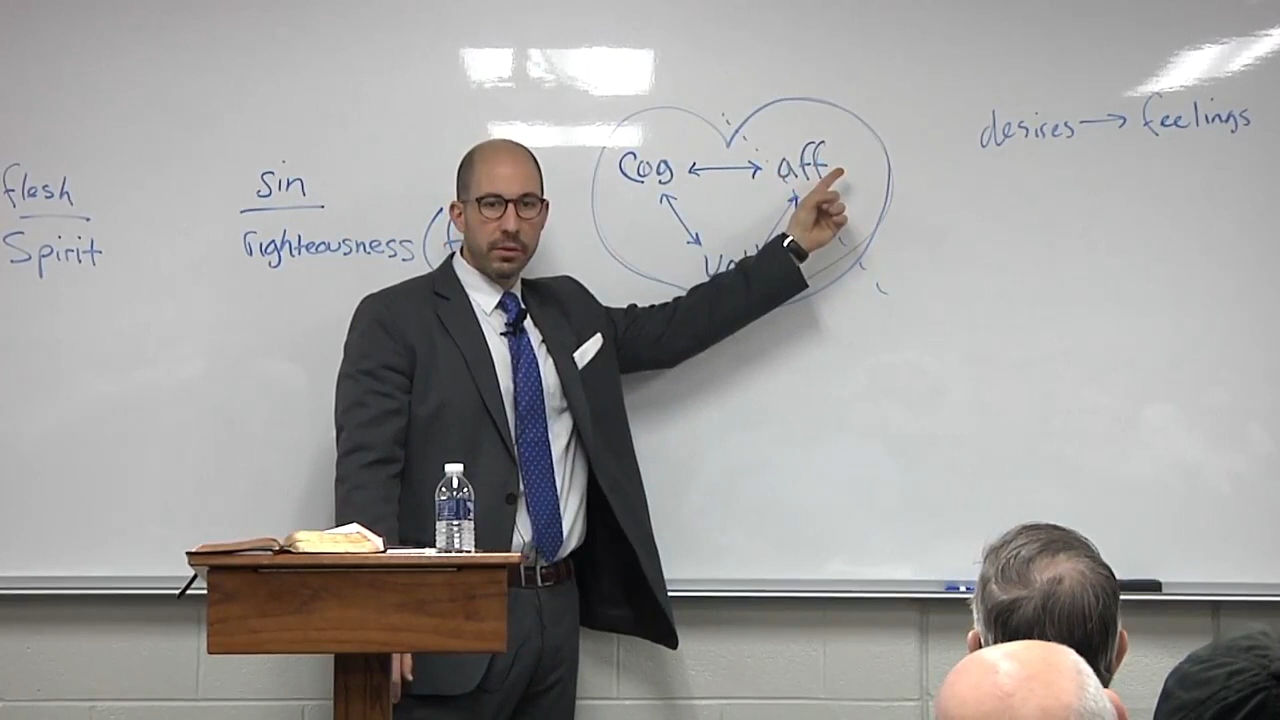 flesh
Spirit
sin
righteousness (
cog ↔ aff
desires → feelings